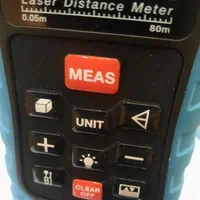 Laser Distance Meter
0.05m 80m
MEAS
UNIT
+
−
CLEAR
OFF